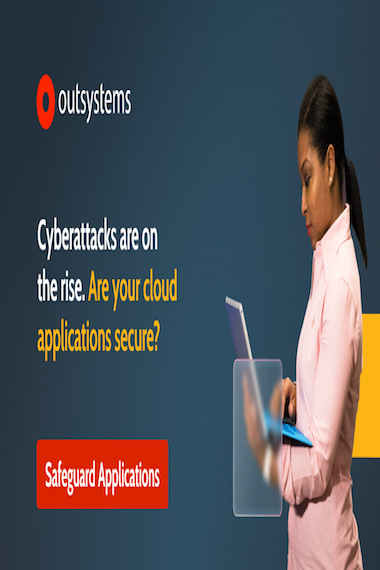 outsystems
Cyberattacks are on
the rise. Are your cloud
applications secure?
Safeguard Applications